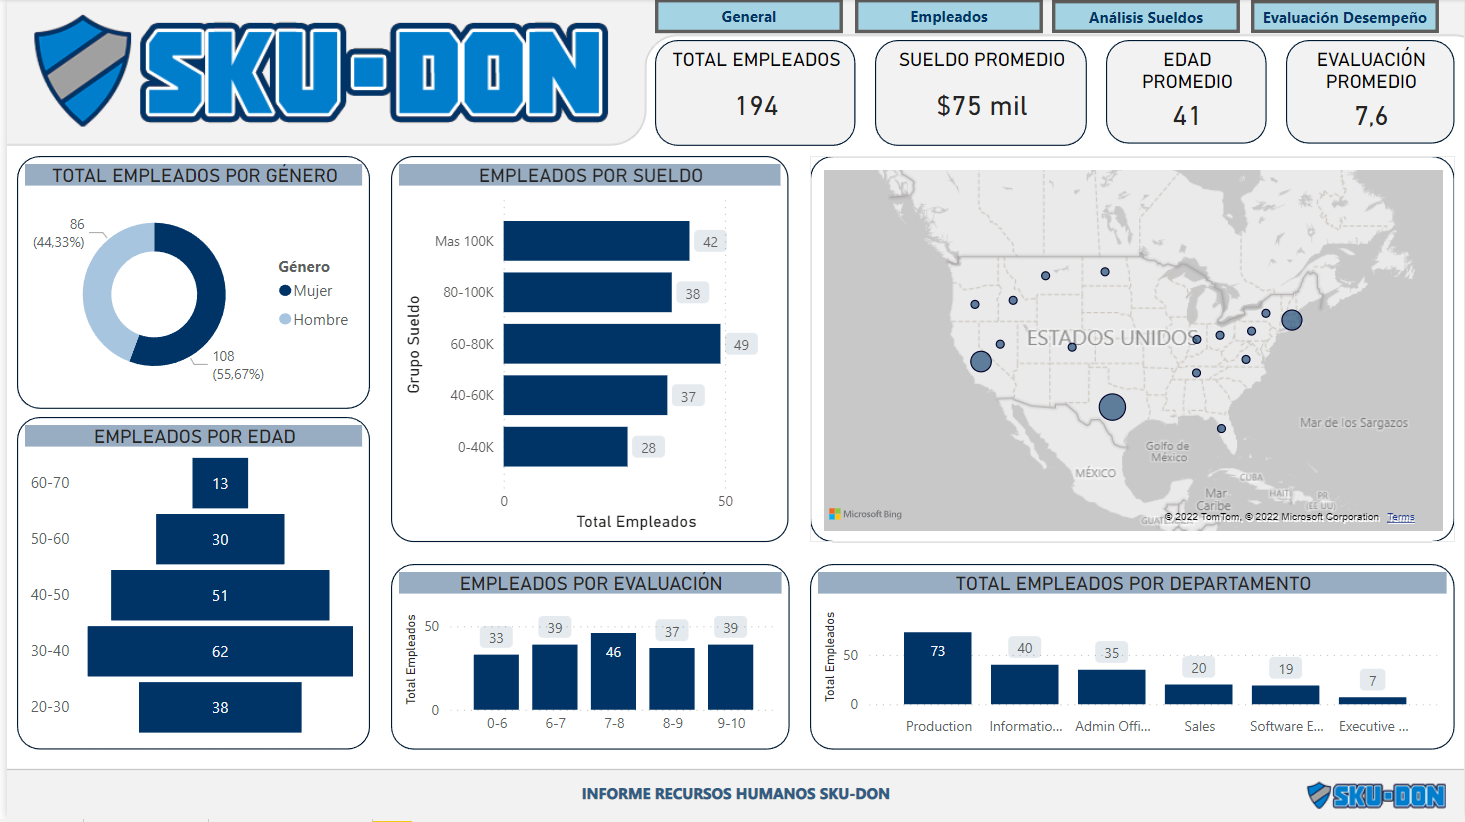 SKU-DON
General
Empleados
Análisis Sueldos
Evaluación Desempeño
TOTAL EMPLEADOS
194
SUELDO PROMEDIO
$75 mil
EDAD
PROMEDIO
41
EVALUACIÓN
PROMEDIO
7,6
TOTAL EMPLEADOS POR GÉNERO
86
(44,33%)
108
(55,67%)
Género
Mujer
Hombre
EMPLEADOS POR EDAD
60-70
13
50-60
30
40-50
51
30-40
62
20-30
38
EMPLEADOS POR SUELDO
Grupo Sueldo
Mas 100K
42
80-100K
38
60-80K
49
40-60K
37
0-40K
28
0
50
Total Empleados
ESTADOS UNIDOS
Mar de los Sargazos
Golfo de
México
MÉXICO
CUBA
HAITÍ
PR
(EE UU)
Mar
Caribe
Microsoft Bing
© 2022 TomTom, © 2022 Microsoft Corporation
Terms
EMPLEADOS POR EVALUACIÓN
Total Empleados
50
0
33
39
46
37
39
0-6
6-7
7-8
8-9
9-10
TOTAL EMPLEADOS POR DEPARTAMENTO
Total Empleados
50
0
73
40
35
20
19
7
Production
Informatio...
Admin Offi...
Sales
Software E...
Executive ...
INFORME RECURSOS HUMANOS SKU-DON
SKU-DON